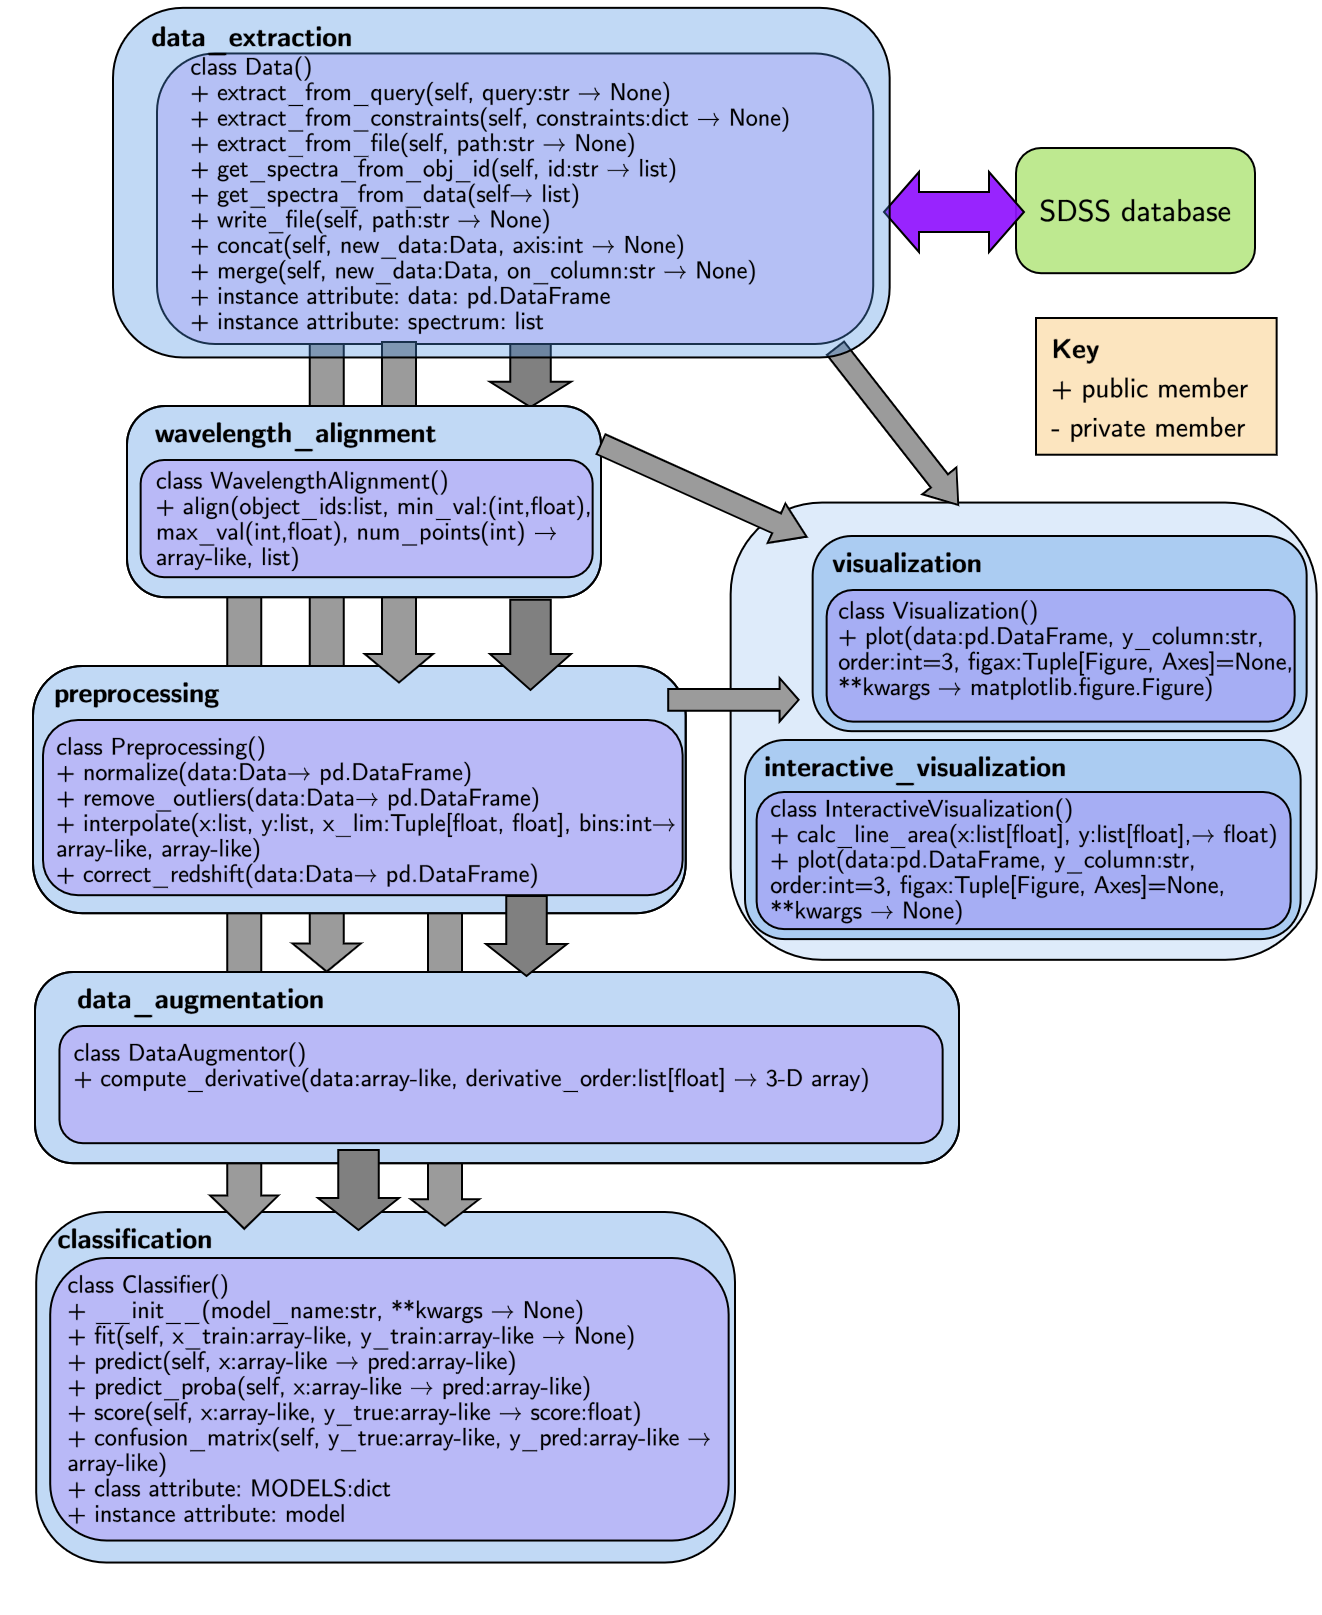 data_extraction
class Data()
+ extract_from_query(self, query:str → None)
+ extract_from_constraints(self, constraints:dict → None)
+ extract_from_file(self, path:str → None)
+ get_spectra_from_obj_id(self, id:str → list)
+ get_spectra_from_data(self→ list)
+ write_file(self, path:str → None)
+ concat(self, new_data:Data, axis:int → None)
+ merge(self, new_data:Data, on_column:str → None)
+ instance attribute: data: pd.DataFrame
+ instance attribute: spectrum: list
SDSS database
Key
+ public member
- private member
wavelength_alignment
class WavelengthAlignment()
+ align(object_ids:list, min_val:(int,float),
max_val(int,float), num_points(int) →
array-like, list)
visualization
class Visualization()
+ plot(data:pd.DataFrame, y_column:str,
order:int=3, figax:Tuple[Figure, Axes]=None,
**kwargs → matplotlib.figure.Figure)
preprocessing
class Preprocessing()
+ normalize(data:Data→ pd.DataFrame)
+ remove_outliers(data:Data→ pd.DataFrame)
+ interpolate(x:list, y:list, x_lim:Tuple[float, float], bins:int→
array-like, array-like)
+ correct_redshift(data:Data→ pd.DataFrame)
interactive_visualization
class InteractiveVisualization()
+ calc_line_area(x:list[float], y:list[float],→ float)
+ plot(data:pd.DataFrame, y_column:str,
order:int=3, figax:Tuple[Figure, Axes]=None,
**kwargs → None)
data_augmentation
class DataAugmentor()
+ compute_derivative(data:array-like, derivative_order:list[float] → 3-D array)
classification
class Classifier()
+ __init__(model_name:str, **kwargs → None)
+ fit(self, x_train:array-like, y_train:array-like → None)
+ predict(self, x:array-like → pred:array-like)
+ predict_proba(self, x:array-like → pred:array-like)
+ score(self, x:array-like, y_true:array-like → score:float)
+ confusion_matrix(self, y_true:array-like, y_pred:array-like →
array-like)
+ class attribute: MODELS:dict
+ instance attribute: model